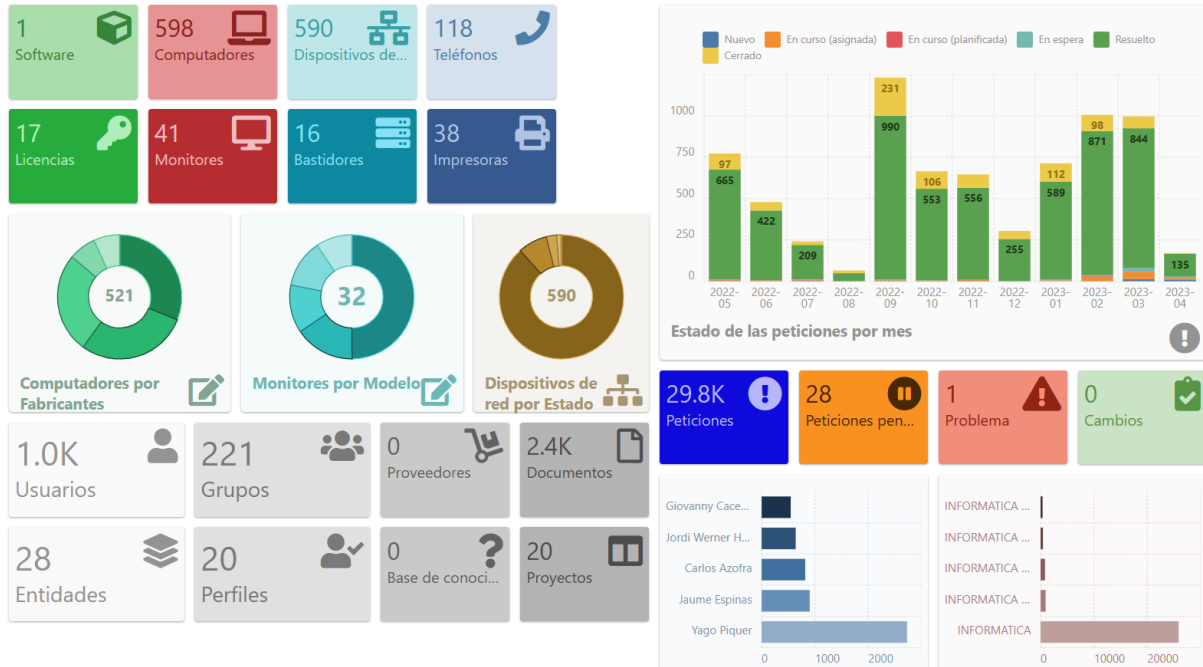 1
Software
598
Computadores
590
Dispositivos de...
118
Teléfonos
17
Licencias
41
Monitores
16
Bastidores
38
Impresoras
521
Computadores por
Fabricantes
32
Monitores por Modelo
590
Dispositivos de
red por Estado
1.0K
Usuarios
221
Grupos
0
Proveedores
2.4K
Documentos
28
Entidades
20
Perfiles
0
Base de conoci...
20
Proyectos
Nuevo En curso (asignada) En curso (planificada) En espera Resuelto
Cerrado
1000
750
500
250
0
97
665
422
209
231
990
106
553
556
255
112
589
98
871
844
135
2022-
05
2022-
06
2022-
07
2022-
08
2022-
09
2022-
10
2022-
11
2022-
12
2023-
01
2023-
02
2023-
03
2023-
04
Estado de las peticiones por mes
29.8K
Peticiones
28
Peticiones pen...
1
Problema
0
Cambios
Giovanny Cace...
Jordi Werner H...
Carlos Azofra
Jaume Espinas
Yago Piquer
0 1000 2000
INFORMATICA ...
INFORMATICA ...
INFORMATICA ...
INFORMATICA ...
INFORMATICA
0 10000 20000